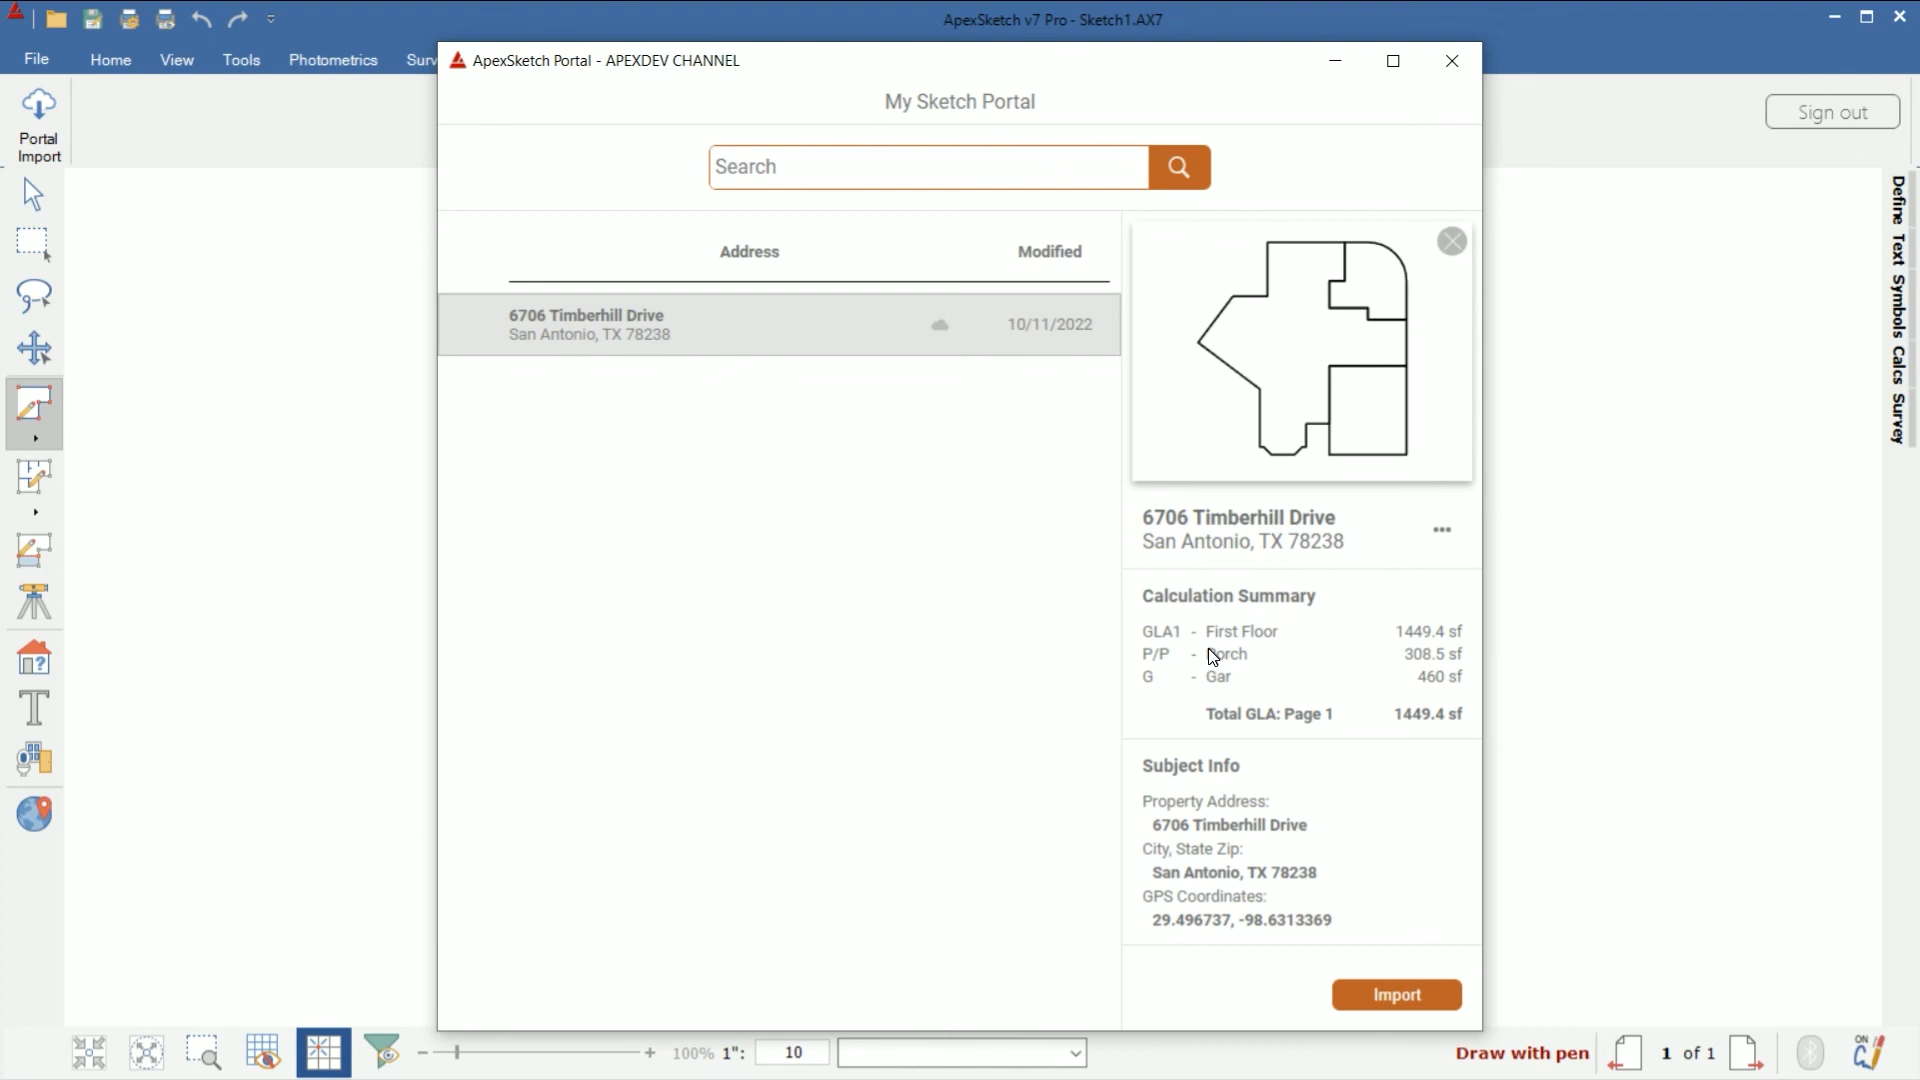 ApexSketch v7 Pro - Sketch1.AX7
File Home View Tools Photometrics
ApexSketch Portal - APEXDEV CHANNEL
My Sketch Portal
Portal
Import
Sign out
Search
Address Modified
6706 Timberhill Drive
San Antonio, TX 78238
10/11/2022
6706 Timberhill Drive
San Antonio, TX 78238
Calculation Summary
GLA1 - First Floor 1449.4 sf
P/P - 308.5 sf
G - Gar 460 sf
Total GLA: Page 1 1449.4 sf
Subject Info
Property Address:
6706 Timberhill Drive
City, State Zip:
San Antonio, TX 78238
GPS Coordinates:
29.496737, -98.6313369
Import
Define Text Symbols Calcs Survey
100% 1": 10
Draw with pen
1 of 1
ON